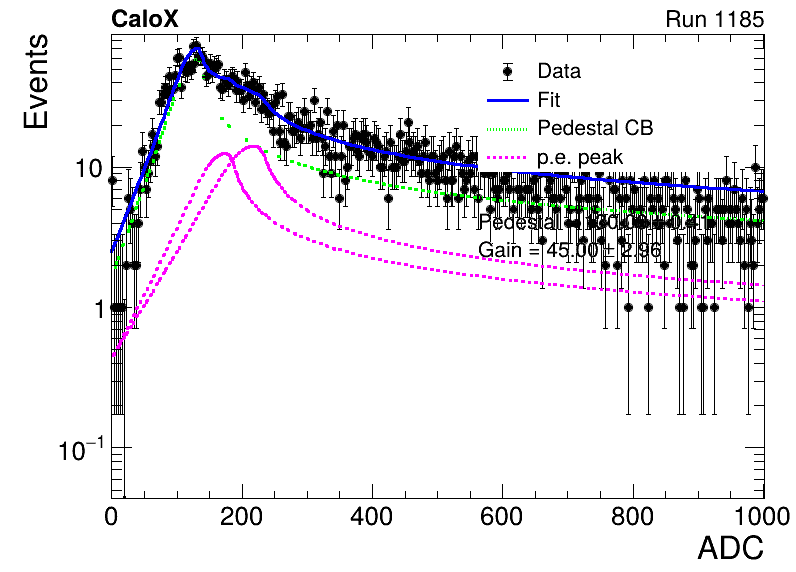 CaloX Run 1185
Events
Data
Fit
Pedestal CB
p.e. peak
Pedestal
Gain = 45.00 ± 2.96
10
1
10⁻¹
0 200 400 600 800 1000
ADC